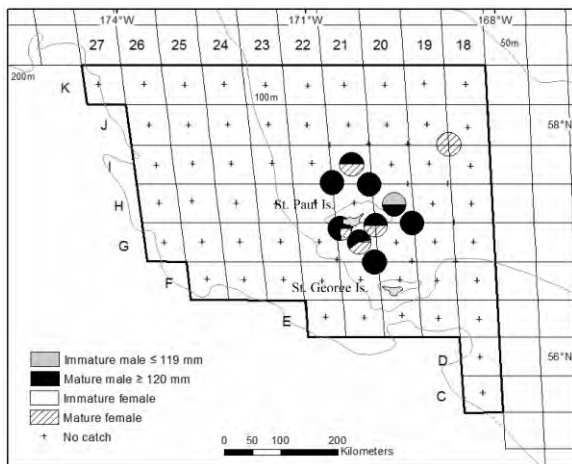 174°W 171°W 168°W
27 26 25 24 23 22 21 20 19 18
50m
200m
K
100m
J
58°N
I
H
St. Paul Is.
G
F
St. George Is.
E
Immature male ≤ 119 mm
Mature male ≥ 120 mm
D
56°N
Immature female
Mature female
C
No catch
0 50 100 200
Kilometers